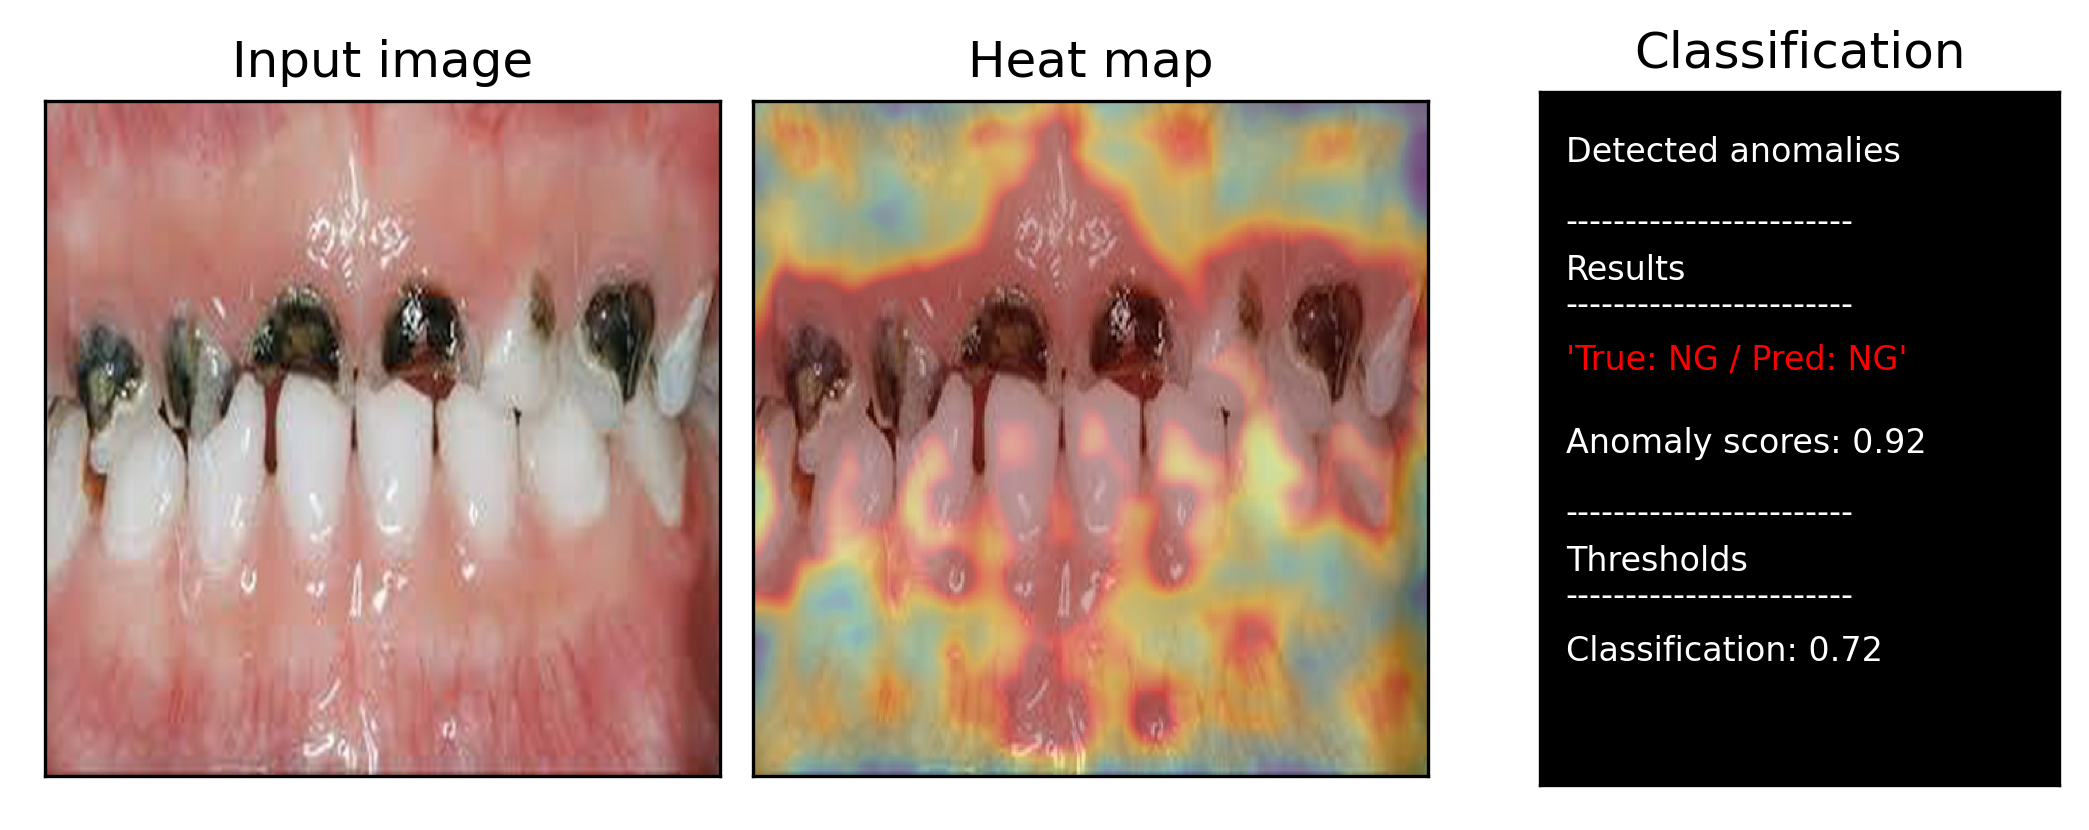 Input image
Heat map
Classification
Detected anomalies
------------------------
Results
------------------------
'True: NG / Pred: NG'
Anomaly scores: 0.92
------------------------
Thresholds
------------------------
Classification: 0.72